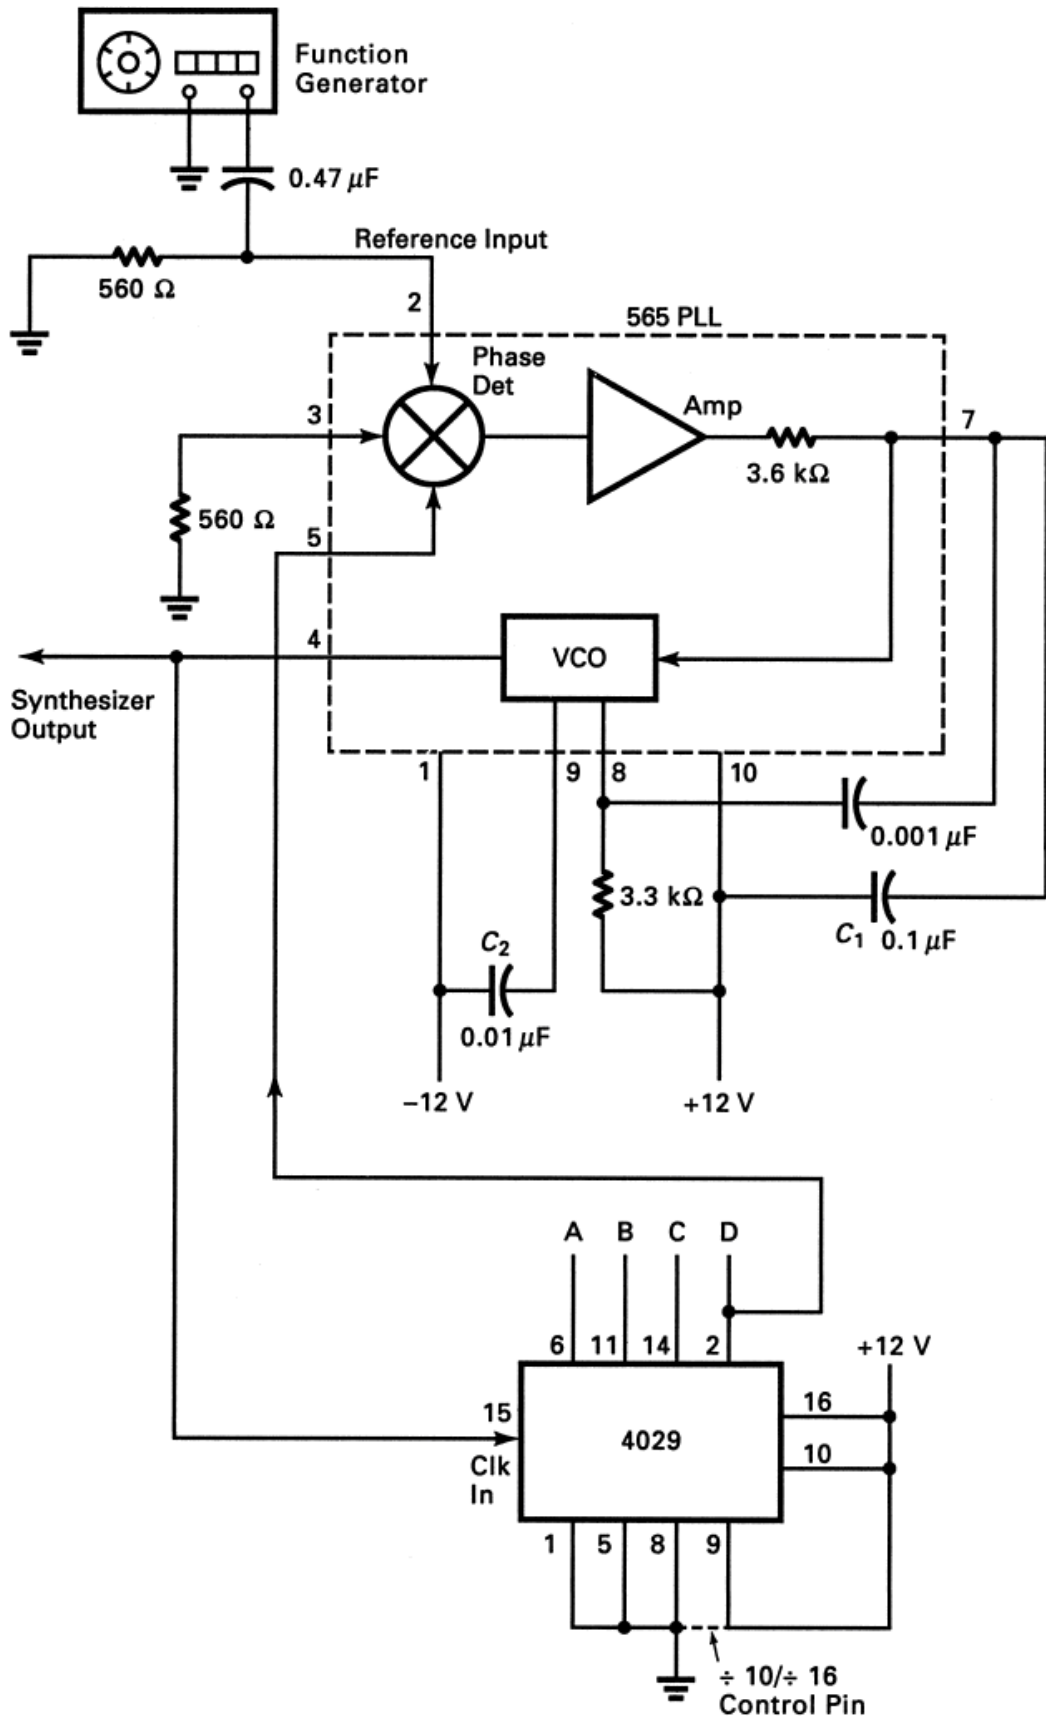 Function
Generator
0.47 μF
Reference Input
560 Ω
2
565 PLL
Phase
Det
Amp
3
7
3.6 kΩ
560 Ω
5
4
VCO
Synthesizer
Output
1
9
8
10
0.001 μF
3.3 kΩ
C₁ 0.1 μF
C₂
0.01 μF
–12 V
+12 V
A B C D
6 11 14 2
+12 V
15
16
4029
10
Clk
In
1 5 8 9
÷ 10/÷ 16
Control Pin